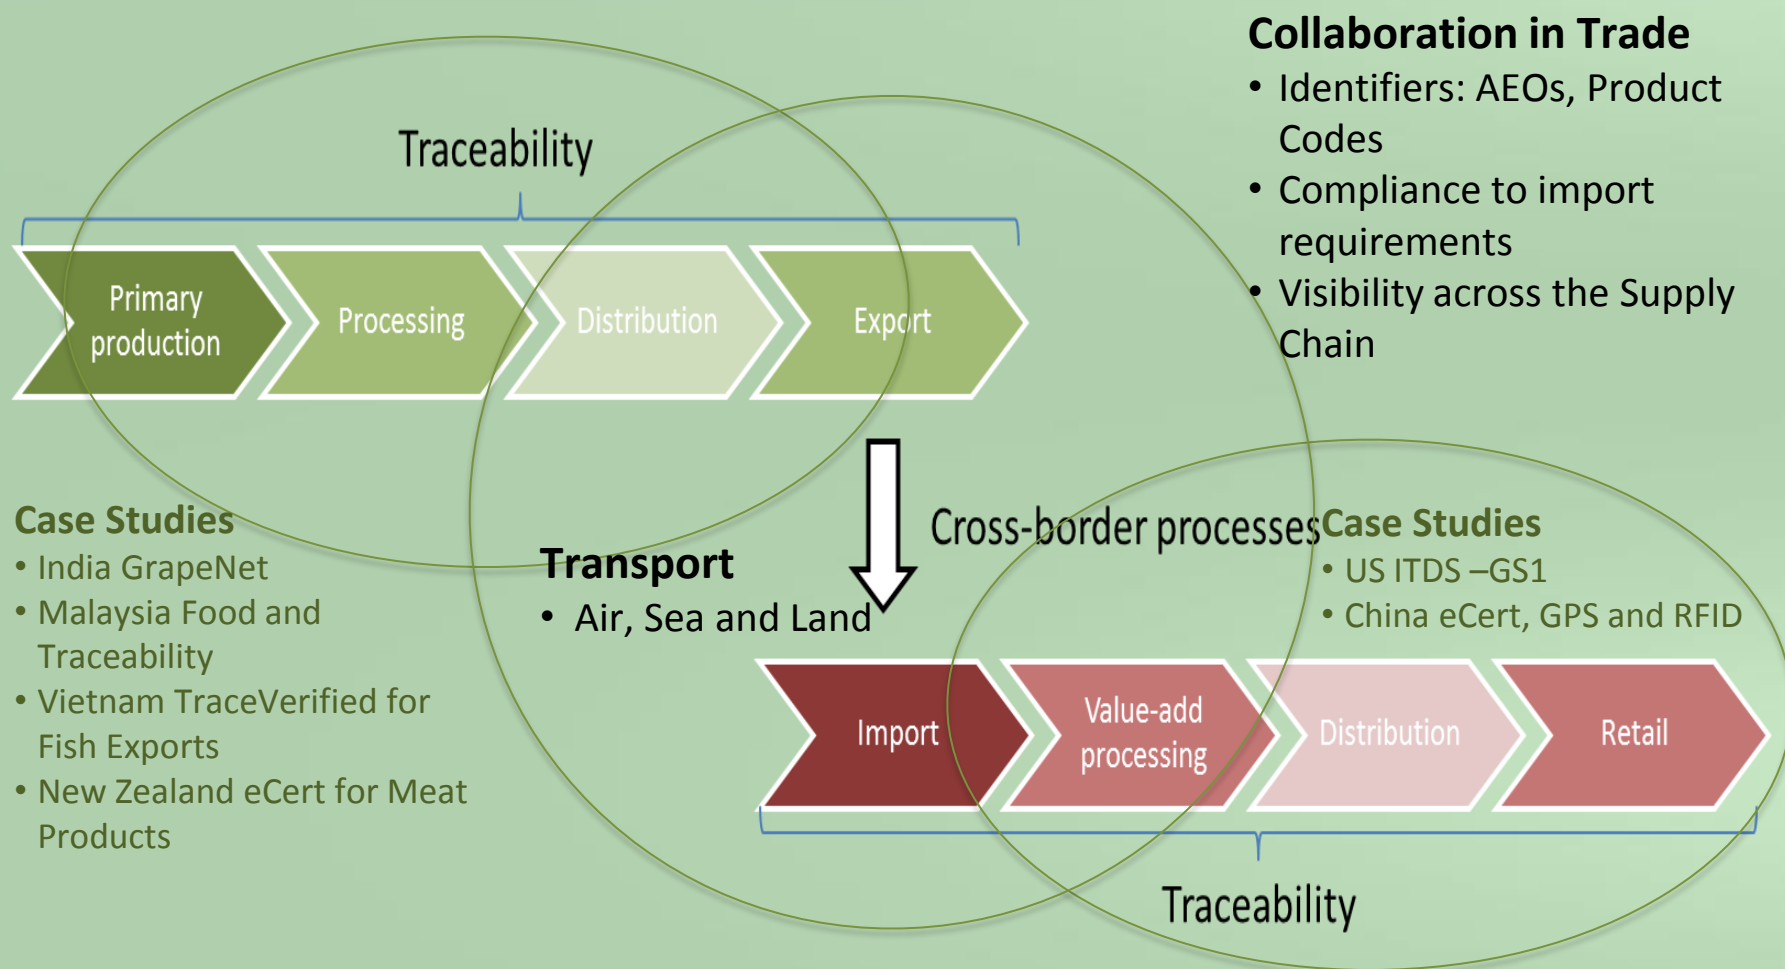 Collaboration in Trade
• Identifiers: AEOs, Product
Codes
• Compliance to import
requirements
• Visibility across the Supply
Chain
Traceability
Primary
production
Processing
Distribution
Export
Case Studies
• India GrapeNet
• Malaysia Food and
Traceability
• Vietnam TraceVerified for
Fish Exports
• New Zealand eCert for Meat
Products
Transport
• Air, Sea and Land
Cross-border processes
Case Studies
• US ITDS –GS1
• China eCert, GPS and RFID
Import
Value-add
processing
Distribution
Retail
Traceability